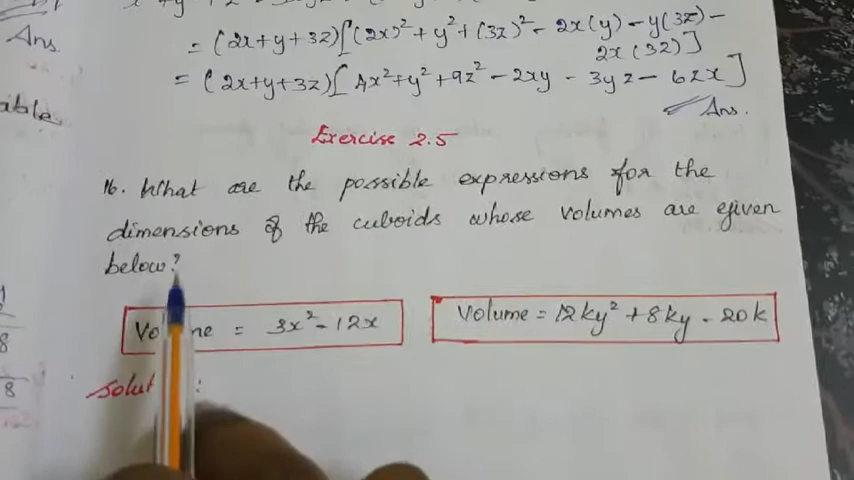 Ans.
= (2x+y+3z)[(2x)²+y²+(3z)²-2x(y)-y(3z)-
2x(3z)]
= (2x+y+3z)[4x²+y²+9z²-2xy-3yz-6zx]
Ans.
Exercise 2.5
16. What are the possible expressions for the
dimensions of the cuboids whose volumes are given
below?
Volume = 12ky²+8ky-20k
= 3x²-12x
8
8